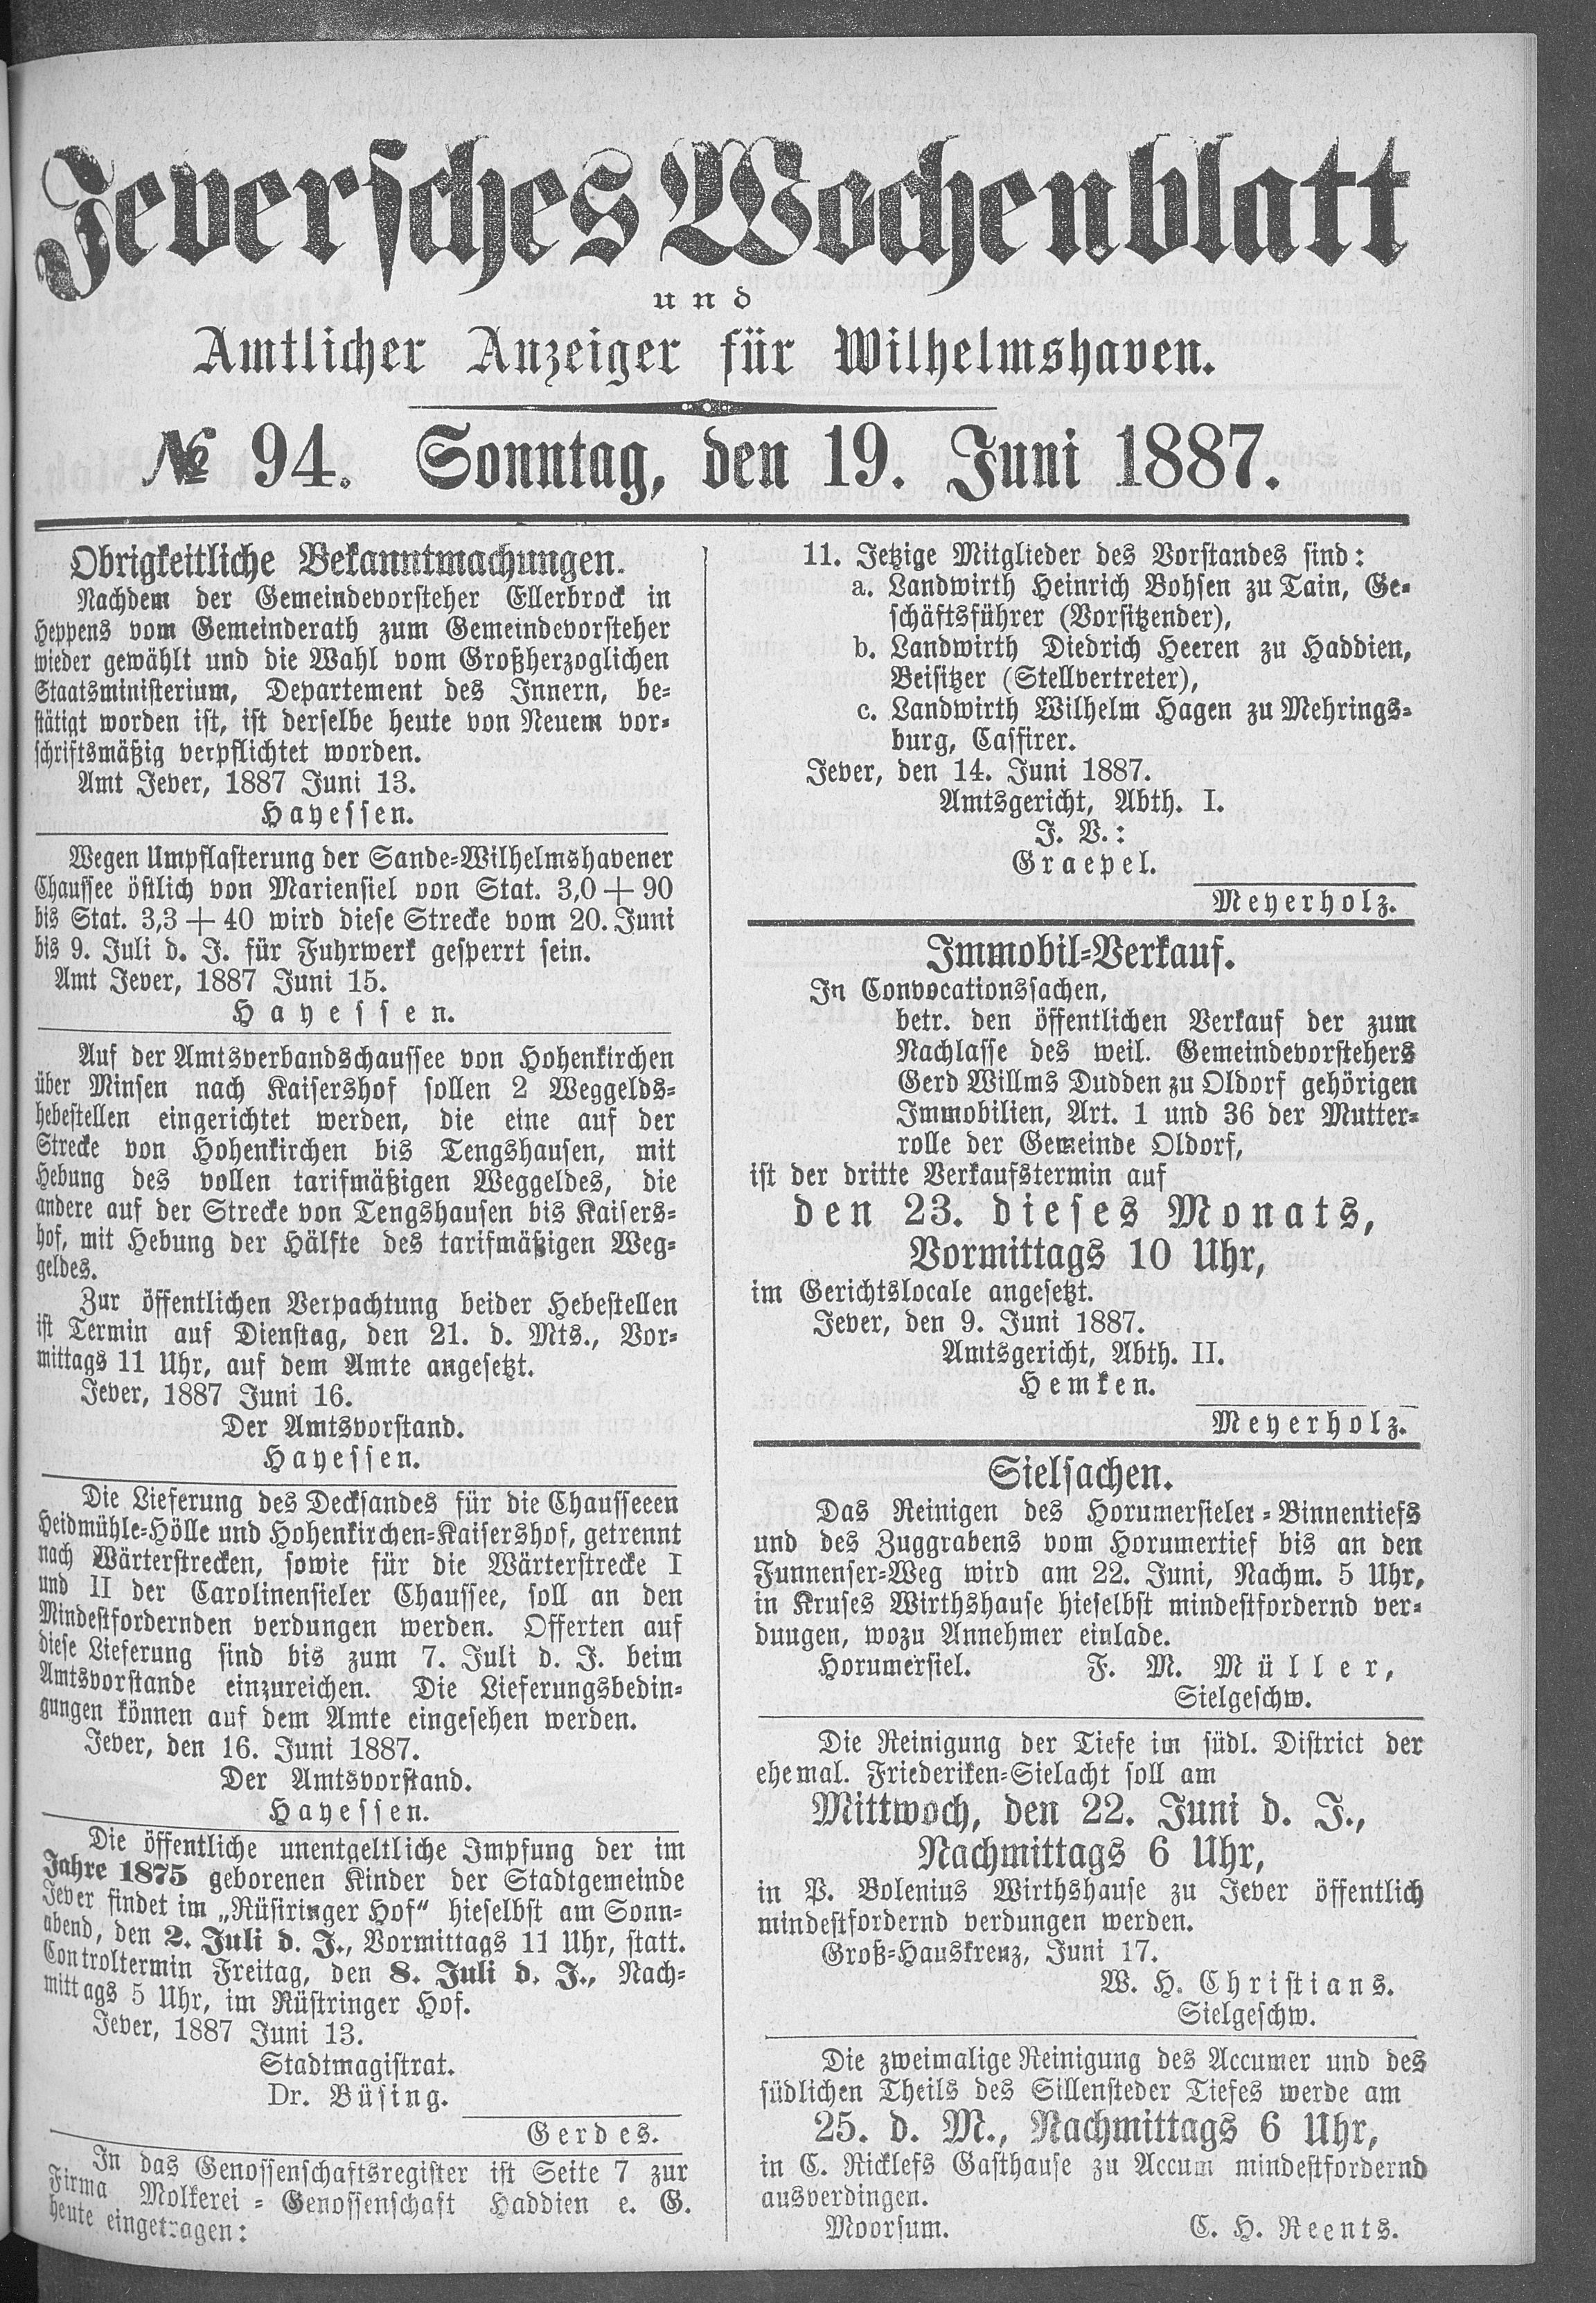 Jeversches Wochenblatt
und
Amtlicher Anzeiger für Wilhelmshaven.
№ 94. Sonntag, den 19. Juni 1887.
Obrigkeitliche Bekanntmachungen.
Nachdem der Gemeindevorsteher Ellerbrock in
Heppens vom Gemeinderath zum Gemeindevorsteher
wieder gewählt und die Wahl vom Großherzoglichen
Staatsministerium, Departement des Innern, be-
stätigt worden ist, ist derselbe heute von Neuem vor-
schriftsmäßig verpflichtet worden.
Amt Jever, 1887 Juni 13.
Hayessen.
Wegen Umpflasterung der Sande-Wilhelmshavener
Chaussee östlich von Mariensiel von Stat. 3,0 + 90
bis Stat. 3,3 + 40 wird diese Strecke vom 20. Juni
bis 9. Juli d. J. für Fuhrwerk gesperrt sein.
Amt Jever, 1887 Juni 15.
Hayessen.
Auf der Amtsverbandschaussee von Hohenkirchen
über Minsen nach Kaisershof sollen 2 Weggelds-
hebestellen eingerichtet werden, die eine auf der
Strecke von Hohenkirchen bis Tengshausen, mit
Hebung des vollen tarifmäßigen Weggeldes, die
andere auf der Strecke von Tengshausen bis Kaisers-
hof, mit Hebung der Hälfte des tarifmäßigen Weg-
geldes.
Zur öffentlichen Verpachtung beider Hebestellen
ist Termin auf Dienstag, den 21. d. Mts., Vor-
mittags 11 Uhr, auf dem Amte angesetzt.
Jever, 1887 Juni 16.
Der Amtsvorstand.
Hayessen.
Die Lieferung des Decksandes für die Chausseeen
Heidmühle-Hölle und Hohenkirchen-Kaisershof, getrennt
nach Wärterstrecken, sowie für die Wärterstrecke I
und II der Carolinensieler Chaussee, soll an den
Mindestfordernden verdungen werden. Offerten auf
diese Lieferung sind bis zum 7. Juli d. J. beim
Amtsvorstande einzureichen. Die Lieferungsbedin-
gungen können auf dem Amte eingesehen werden.
Jever, den 16. Juni 1887.
Der Amtsvorstand.
Hayessen.
Die öffentliche unentgeltliche Impfung der im
Jahre 1875 geborenen Kinder der Stadtgemeinde
Jever findet im „Rüstringer Hof“ hieselbst am Sonn-
abend, den 2. Juli d. J., Vormittags 11 Uhr, statt.
Controltermin Freitag, den 8. Juli d. J., Nach-
mittags 5 Uhr, im Rüstringer Hof.
Jever, 1887 Juni 13.
Stadtmagistrat.
Dr. Büsing.
Gerdes.
In das Genossenschaftsregister ist Seite 7 zur
Firma Molkerei-Genossenschaft Haddien e. G.
heute eingetragen:
11. Jetzige Mitglieder des Vorstandes sind:
a. Landwirth Heinrich Bohsen zu Tain, Ge-
schäftsführer (Vorsitzender),
b. Landwirth Diedrich Heeren zu Haddien,
Beisitzer (Stellvertreter),
c. Landwirth Wilhelm Hagen zu Mehrings-
burg, Cassirer.
Jever, den 14. Juni 1887.
Amtsgericht, Abth. I.
J. V.:
Graepel.
Meyerholz.
Immobil-Verkauf.
In Convocationssachen,
betr. den öffentlichen Verkauf der zum
Nachlasse des weil. Gemeindevorstehers
Gerd Willms Dudden zu Oldorf gehörigen
Immobilien, Art. 1 und 36 der Mutter-
rolle der Gemeinde Oldorf,
ist der dritte Verkaufstermin auf
den 23. dieses Monats,
Vormittags 10 Uhr,
im Gerichtslocale angesetzt.
Jever, den 9. Juni 1887.
Amtsgericht, Abth. II.
Hemken.
Meyerholz.
Sielsachen.
Das Reinigen des Horumersieler-Binnentiefs
und des Zuggrabens vom Horumertief bis an den
Funnenser-Weg wird am 22. Juni, Nachm. 5 Uhr,
in Kruses Wirthshause hieselbst mindestfordernd ver-
dungen, wozu Annehmer einlade.
Horumersiel. F. M. Müller,
Sielgeschw.
Die Reinigung der Tiefe im südl. District der
ehemal. Friederiken-Sielacht soll am
Mittwoch, den 22. Juni d. J.,
Nachmittags 6 Uhr,
in P. Bolenius Wirthshause zu Jever öffentlich
mindestfordernd verdungen werden.
Groß-Hauskreuz, Juni 17.
W. H. Christians.
Sielgeschw.
Die zweimalige Reinigung des Accumer und des
südlichen Theils des Sillensteder Tiefes werde am
25. d. M., Nachmittags 6 Uhr,
in C. Ricklefs Gasthause zu Accum mindestfordernd
ausverdingen.
Moorsum. C. H. Reents.